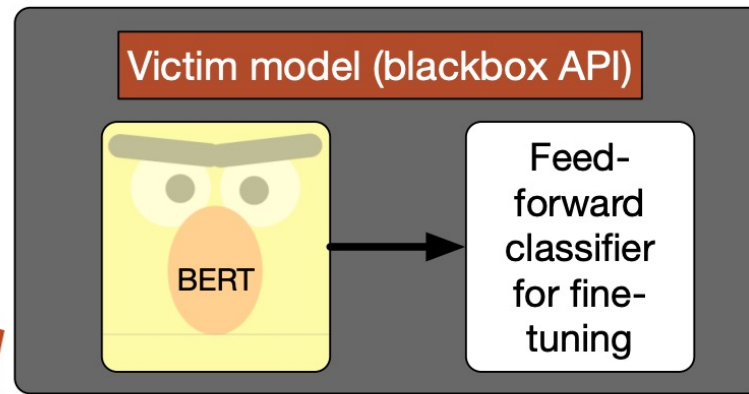 Victim model (blackbox API)
BERT
Feed-
forward
classifier
for fine-
tuning